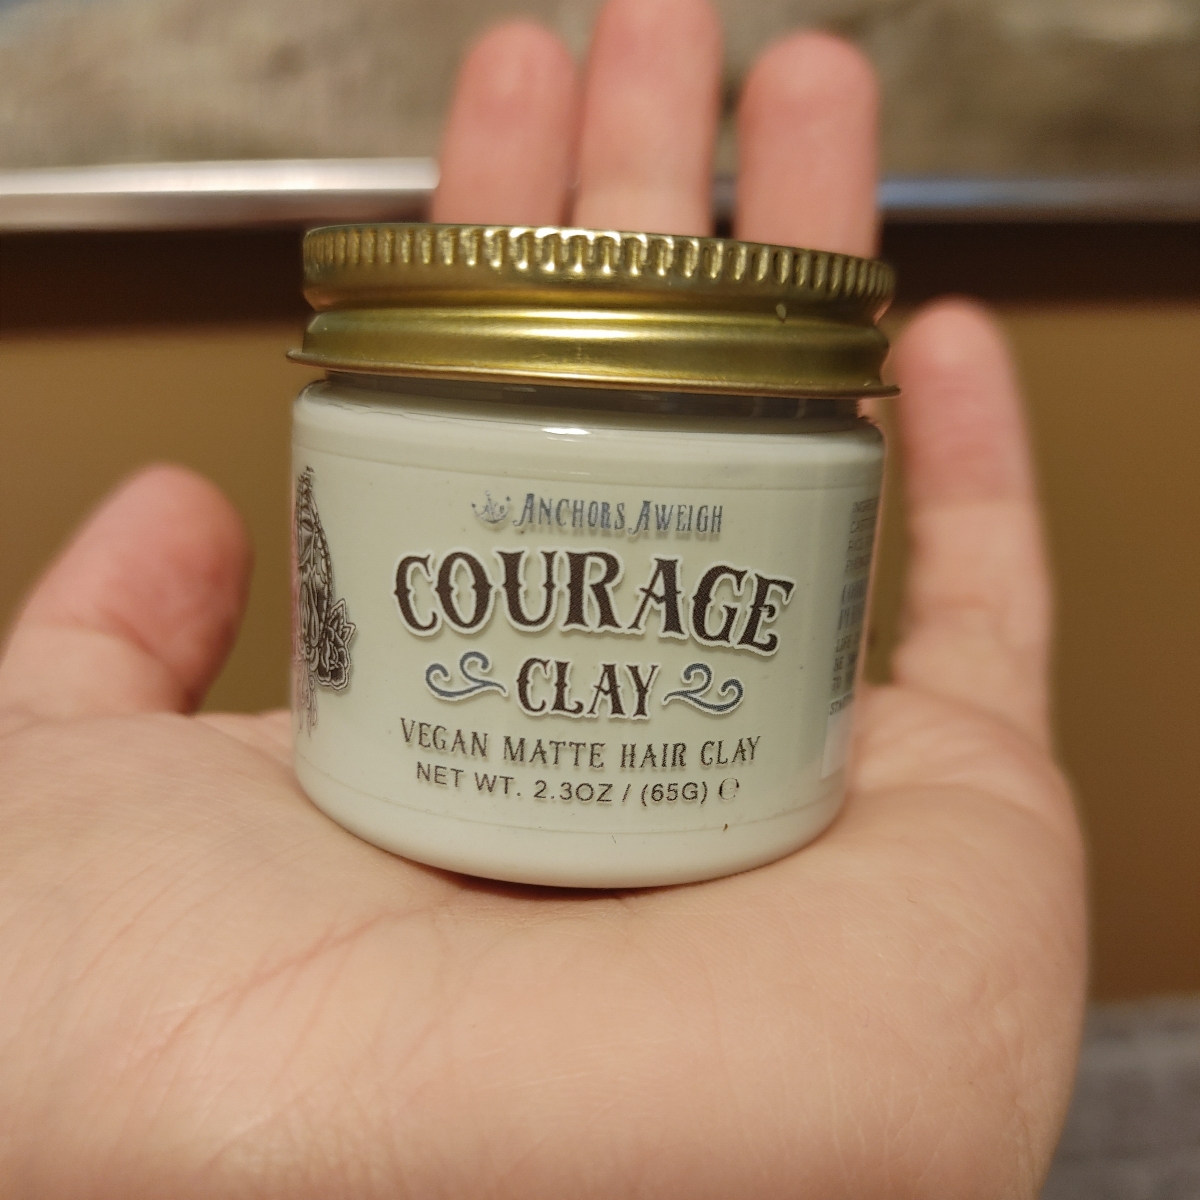 ANCHORS AWEIGH
COURAGE
CLAY
VEGAN MATTE HAIR CLAY
NET WT. 2.3OZ / (65G) ℮